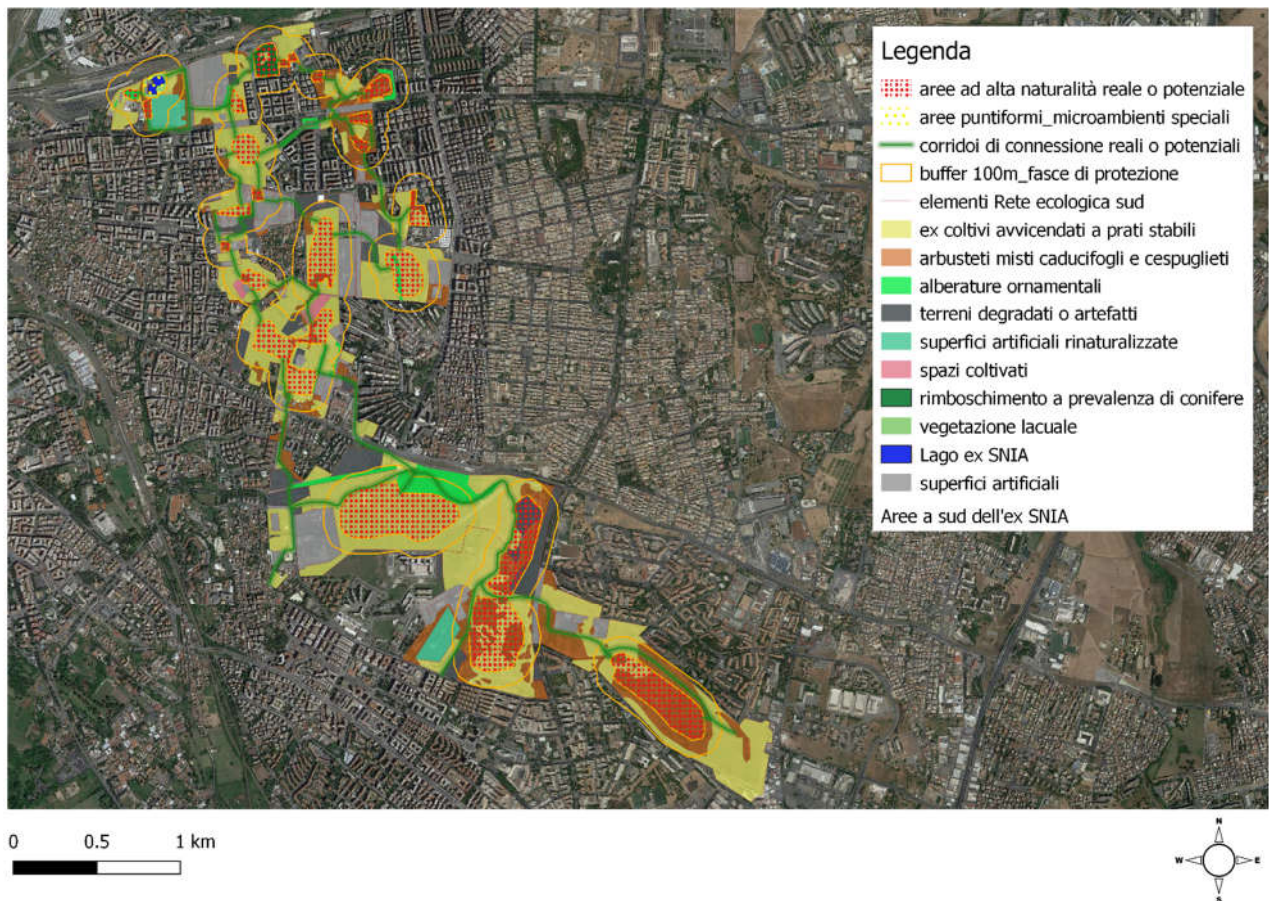 Legenda
aree ad alta naturalità reale o potenziale
aree puntiformi_microambienti speciali
corridoi di connessione reali o potenziali
buffer 100m_fasce di protezione
elementi Rete ecologica sud
ex coltivi avvicendati a prati stabili
arbusteti misti caducifogli e cespuglieti
alberature ornamentali
terreni degradati o artefatti
superfici artificiali rinaturalizzate
spazi coltivati
rimboschimento a prevalenza di conifere
vegetazione lacuale
Lago ex SNIA
superfici artificiali
Aree a sud dell'ex SNIA
0 0.5 1 km
N
W E
S